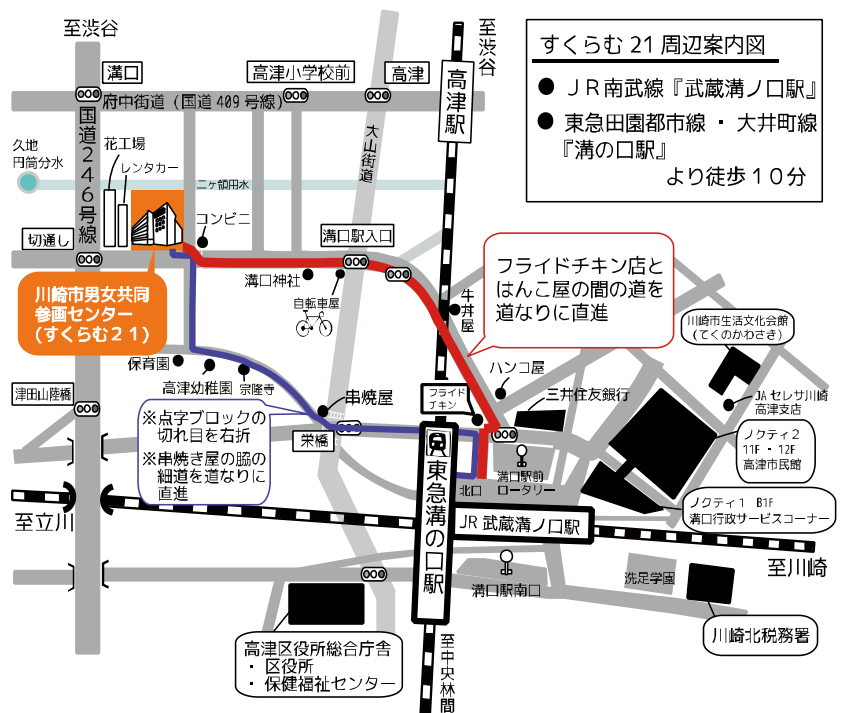 至渋谷
溝口
高津小学校前
高津
至渋谷
高津駅
すくらむ21周辺案内図
● JR南武線『武蔵溝ノ口駅』
● 東急田園都市線・大井町線
『溝の口駅』
より徒歩10分
府中街道（国道409号線）
国道246号線
大山街道
久地
円筒分水
花工場
レンタカー
二ヶ領用水
コンビニ
切通し
溝口駅入口
溝口神社
自転車屋
牛丼屋
フライドチキン店と
はんこ屋の間の道を
道なりに直進
川崎市男女共同
参画センター
(すくらむ21)
川崎市生活文化会館
(てくのかわさき)
保育園
高津幼稚園
宗隆寺
ハンコ屋
JAセレサ川崎
高津支店
津田山陸橋
串焼屋
フライド
チキン
三井住友銀行
※点字ブロックの
切れ目を右折
※串焼き屋の脇の
細道を道なりに
直進
栄橋
ノクティ2
11F・12F
高津市民館
溝口駅前
ロータリー
北口
東急溝の口駅
ノクティ1 B1F
溝口行政サービスコーナー
至立川
JR武蔵溝ノ口駅
至川崎
溝口駅南口
洗足学園
川崎北税務署
高津区役所総合庁舎
・区役所
・保健福祉センター
至中央林間